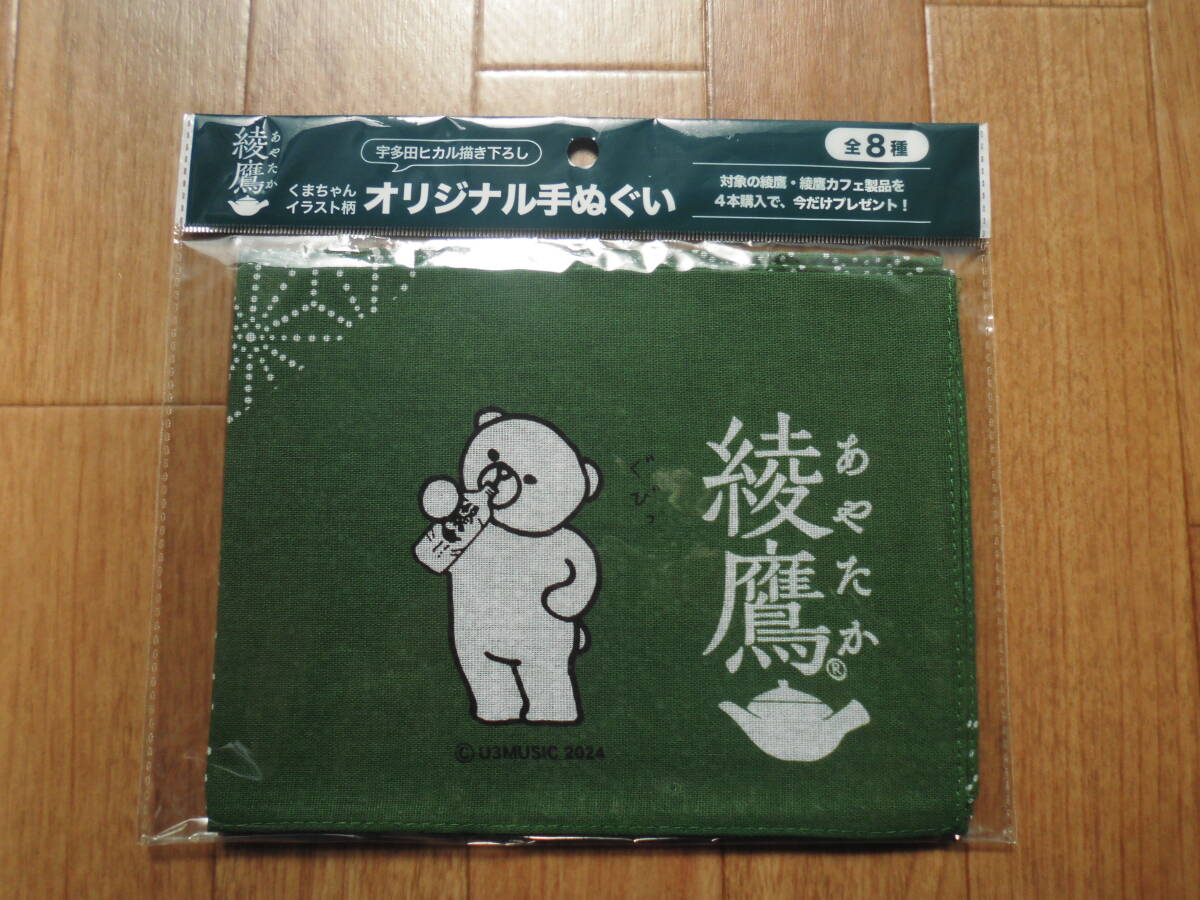 綾鷹
あやたか
宇多田ヒカル描き下ろし
くまちゃん
イラスト柄
オリジナル手ぬぐい
全8種
対象の綾鷹・綾鷹カフェ製品を
4本購入で、今だけプレゼント!
ぐびっ
綾鷹
あやたか
®
© U3MUSIC 2024